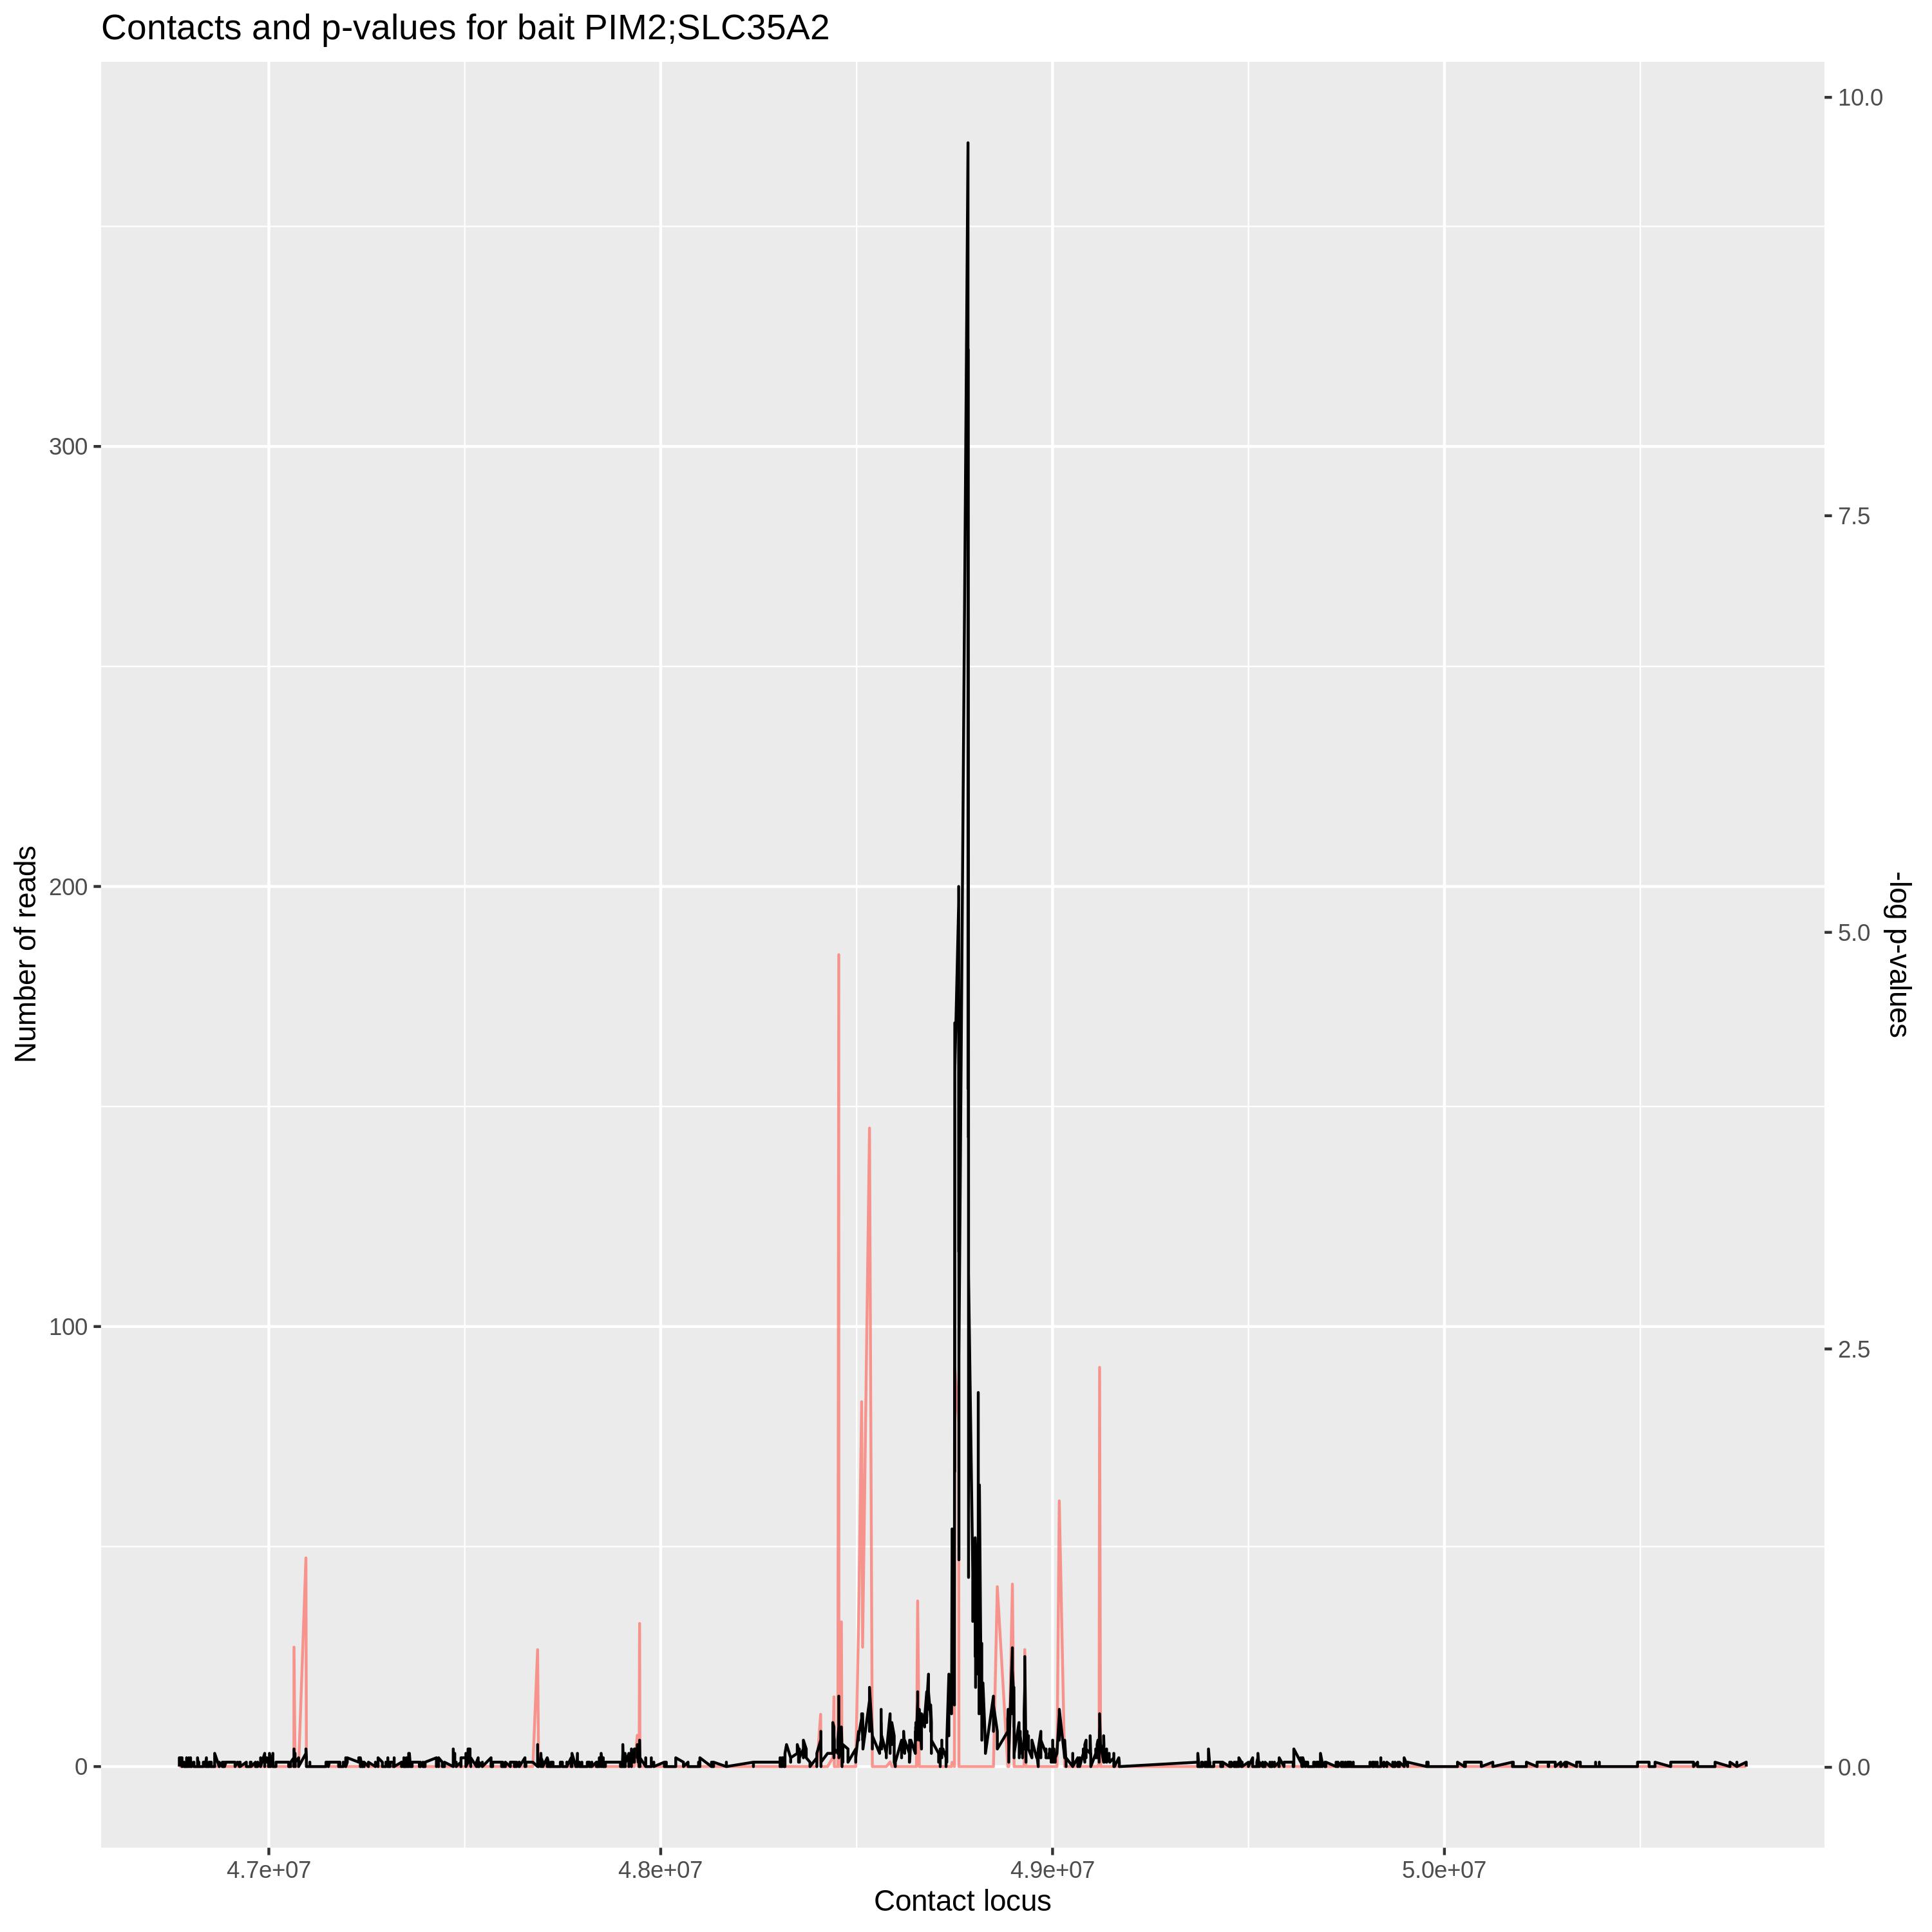 Contacts and p-values for bait PIM2;SLC35A2
10.0
7.5
5.0
2.5
0.0
-log p-values
300
200
100
0
Number of reads
4.7e+07
4.8e+07
4.9e+07
5.0e+07
Contact locus